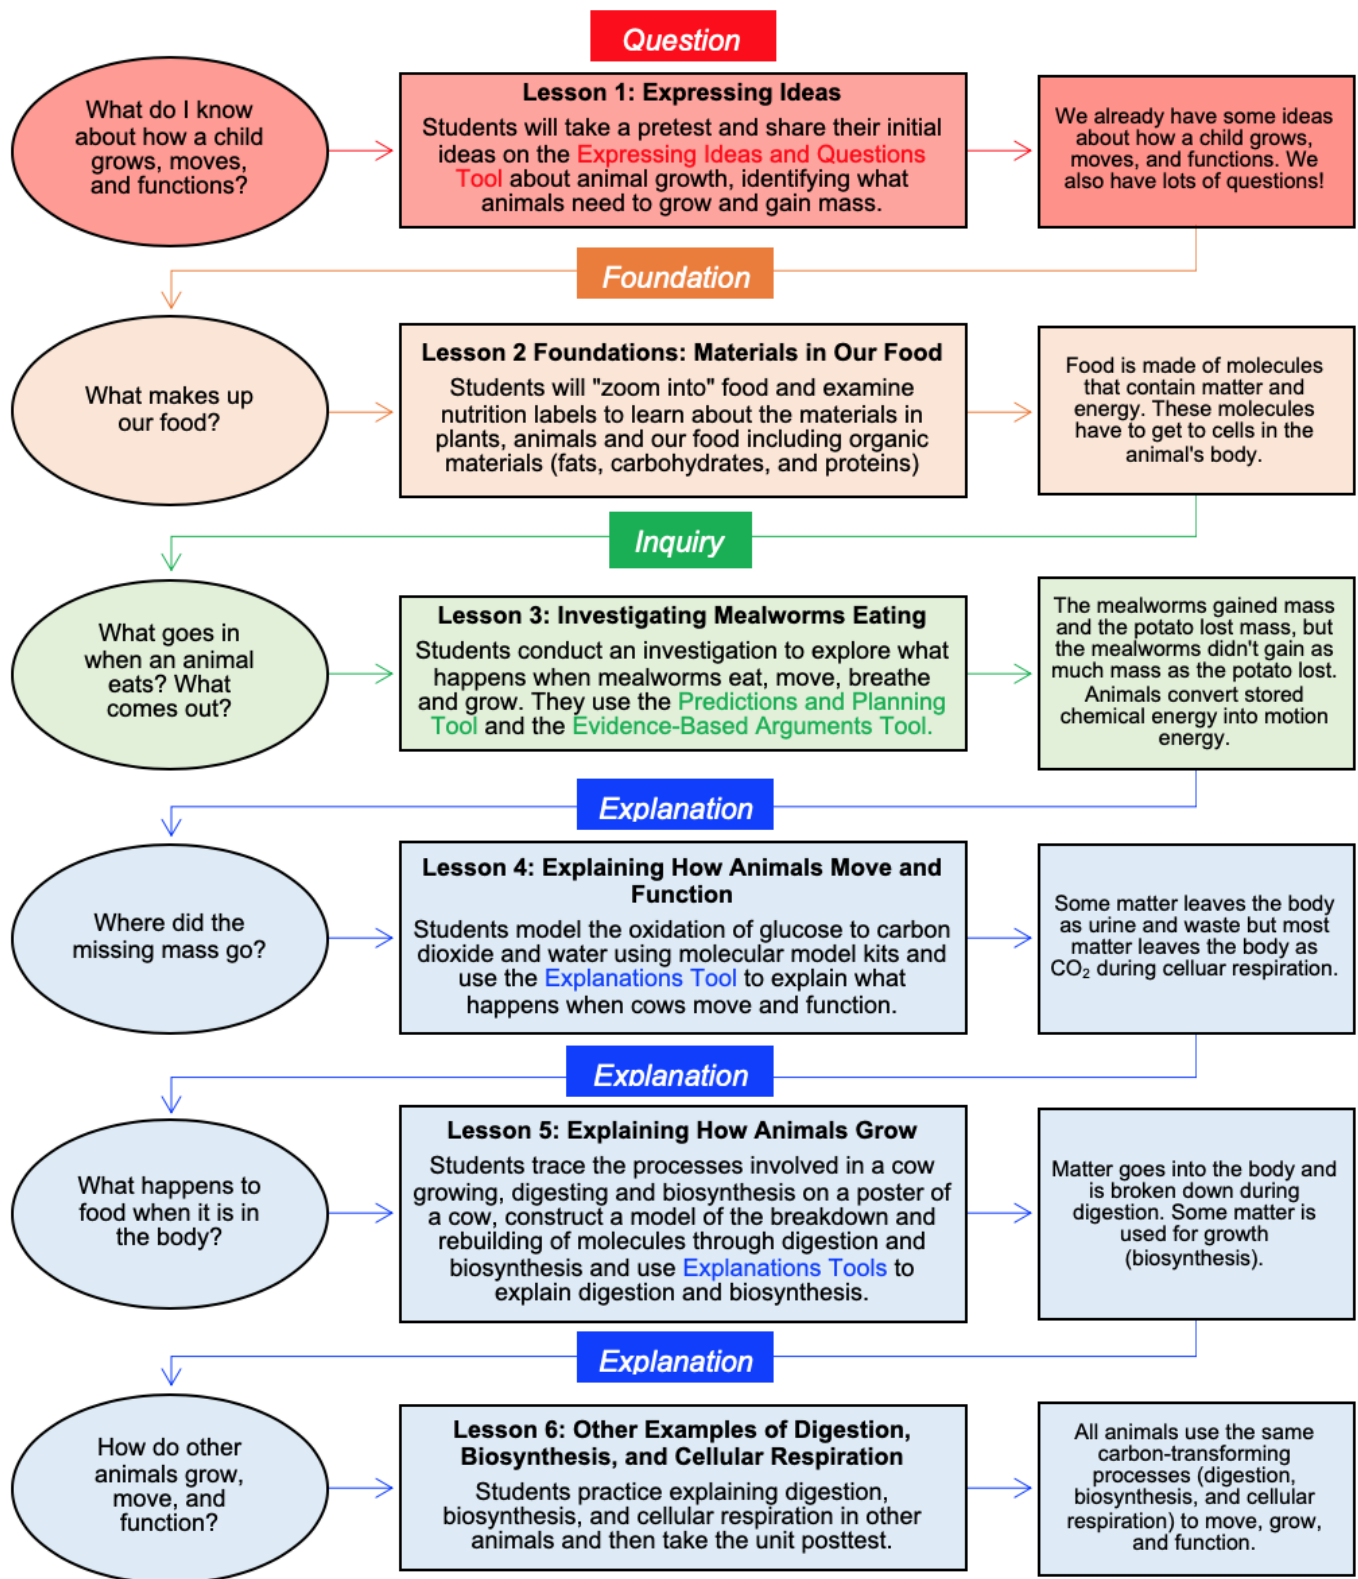 Question
What do I know
about how a child
grows, moves,
and functions?
Lesson 1: Expressing Ideas
Students will take a pretest and share their initial
ideas on the Expressing Ideas and Questions
Tool about animal growth, identifying what
animals need to grow and gain mass.
We already have some ideas
about how a child grows,
moves, and functions. We
also have lots of questions!
Foundation
What makes up
our food?
Lesson 2 Foundations: Materials in Our Food
Students will "zoom into" food and examine
nutrition labels to learn about the materials in
plants, animals and our food including organic
materials (fats, carbohydrates, and proteins)
Food is made of molecules
that contain matter and
energy. These molecules
have to get to cells in the
animal's body.
Inquiry
What goes in
when an animal
eats? What
comes out?
Lesson 3: Investigating Mealworms Eating
Students conduct an investigation to explore what
happens when mealworms eat, move, breathe
and grow. They use the Predictions and Planning
Tool and the Evidence-Based Arguments Tool.
The mealworms gained mass
and the potato lost mass, but
the mealworms didn't gain as
much mass as the potato lost.
Animals convert stored
chemical energy into motion
energy.
Explanation
Where did the
missing mass go?
Lesson 4: Explaining How Animals Move and
Function
Students model the oxidation of glucose to carbon
dioxide and water using molecular model kits and
use the Explanations Tool to explain what
happens when cows move and function.
Some matter leaves the body
as urine and waste but most
matter leaves the body as
CO₂ during celluar respiration.
Explanation
What happens to
food when it is in
the body?
Lesson 5: Explaining How Animals Grow
Students trace the processes involved in a cow
growing, digesting and biosynthesis on a poster of
a cow, construct a model of the breakdown and
rebuilding of molecules through digestion and
biosynthesis and use Explanations Tools to
explain digestion and biosynthesis.
Matter goes into the body and
is broken down during
digestion. Some matter is
used for growth
(biosynthesis).
Explanation
How do other
animals grow,
move, and
function?
Lesson 6: Other Examples of Digestion,
Biosynthesis, and Cellular Respiration
Students practice explaining digestion,
biosynthesis, and cellular respiration in other
animals and then take the unit posttest.
All animals use the same
carbon-transforming
processes (digestion,
biosynthesis, and cellular
respiration) to move, grow,
and function.